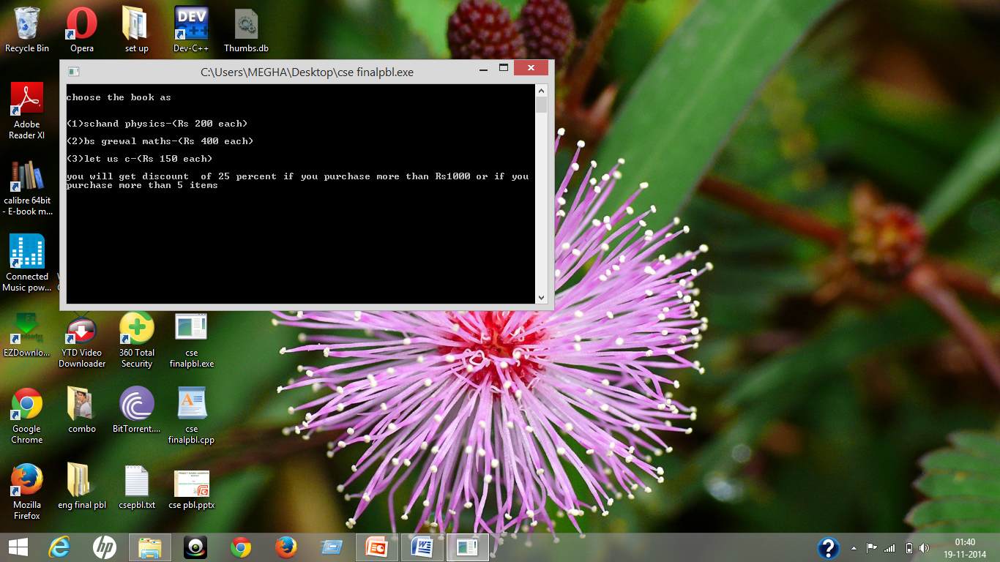 Recycle Bin
Opera
set up
Dev-C++
Thumbs.db
DEV
C:\Users\MEGHA\Desktop\cse finalpbl.exe
choose the book as
(1)schand physics-(Rs 200 each)
(2)bs grewal maths-(Rs 400 each)
(3)let us c-(Rs 150 each)
you will get discount  of 25 percent if you purchase more than Rs1000 or if you
purchase more than 5 items
Adobe
Reader XI
calibre 64bit
- E-book m...
Connected
Music pow...
EZDownlo...
YTD Video
Downloader
360 Total
Security
cse
finalpbl.exe
Google
Chrome
combo
BitTorrent....
cse
finalpbl.cpp
Mozilla
Firefox
eng final pbl
csepbl.txt
cse pbl.pptx
hp
01:40
19-11-2014